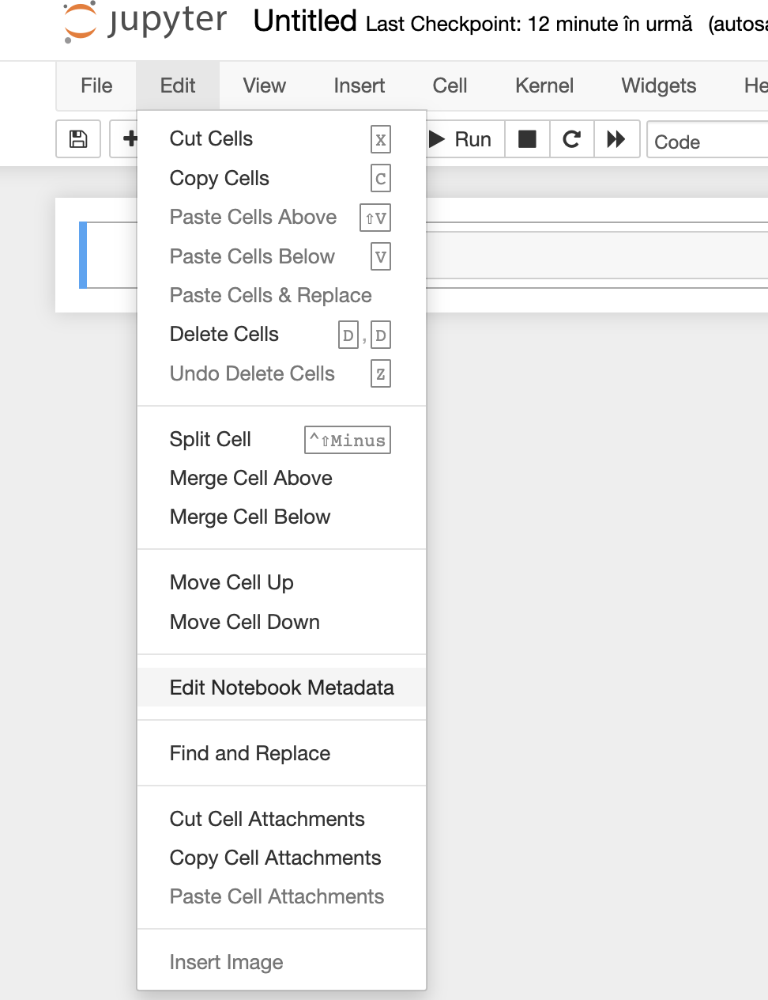 jupyter Untitled Last Checkpoint: 12 minute în urmă (autosa
File Edit View Insert Cell Kernel Widgets He
Run Code
Cut Cells X
Copy Cells C
Paste Cells Above ⇧V
Paste Cells Below V
Paste Cells & Replace
Delete Cells D, D
Undo Delete Cells Z
Split Cell ^⇧Minus
Merge Cell Above
Merge Cell Below
Move Cell Up
Move Cell Down
Edit Notebook Metadata
Find and Replace
Cut Cell Attachments
Copy Cell Attachments
Paste Cell Attachments
Insert Image